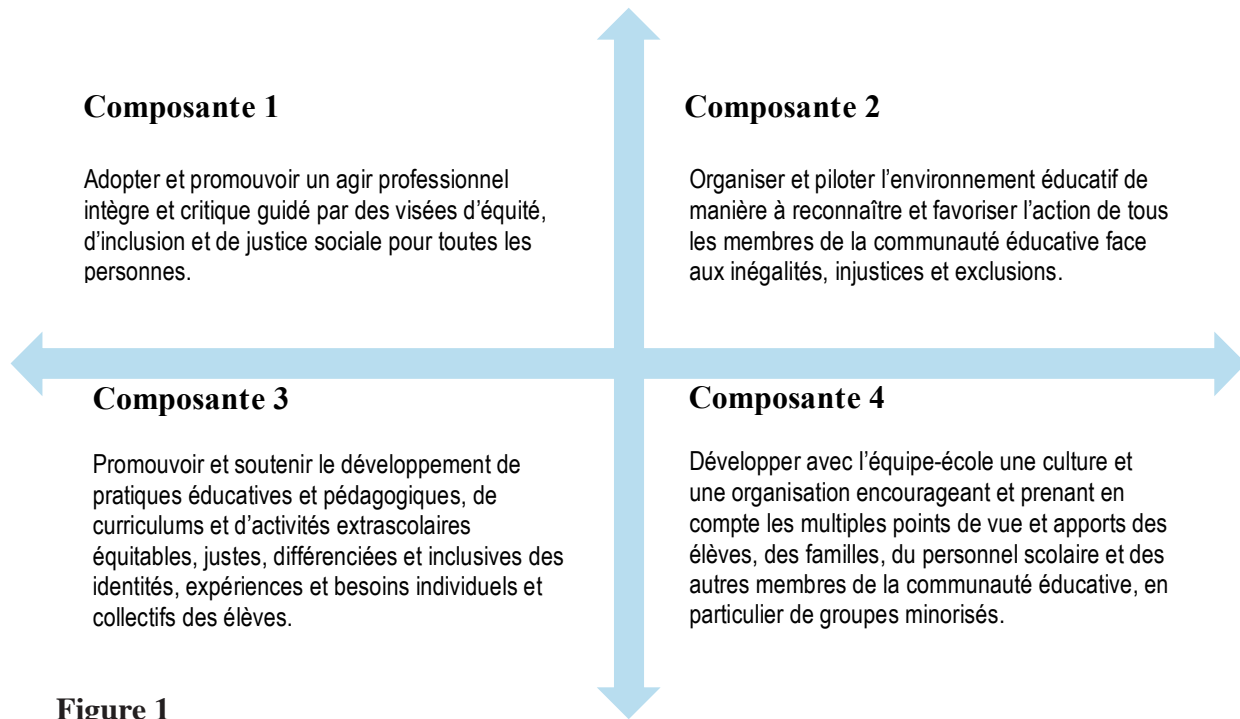 Composante 1
Adopter et promouvoir un agir professionnel
intègre et critique guidé par des visées d’équité,
d’inclusion et de justice sociale pour toutes les
personnes.
Composante 2
Organiser et piloter l’environnement éducatif de
manière à reconnaître et favoriser l’action de tous
les membres de la communauté éducative face
aux inégalités, injustices et exclusions.
Composante 3
Promouvoir et soutenir le développement de
pratiques éducatives et pédagogiques, de
curriculums et d’activités extrascolaires
équitables, justes, différenciées et inclusives des
identités, expériences et besoins individuels et
collectifs des élèves.
Composante 4
Développer avec l’équipe-école une culture et
une organisation encourageant et prenant en
compte les multiples points de vue et apports des
élèves, des familles, du personnel scolaire et des
autres membres de la communauté éducative, en
particulier de groupes minorisés.
Figure 1